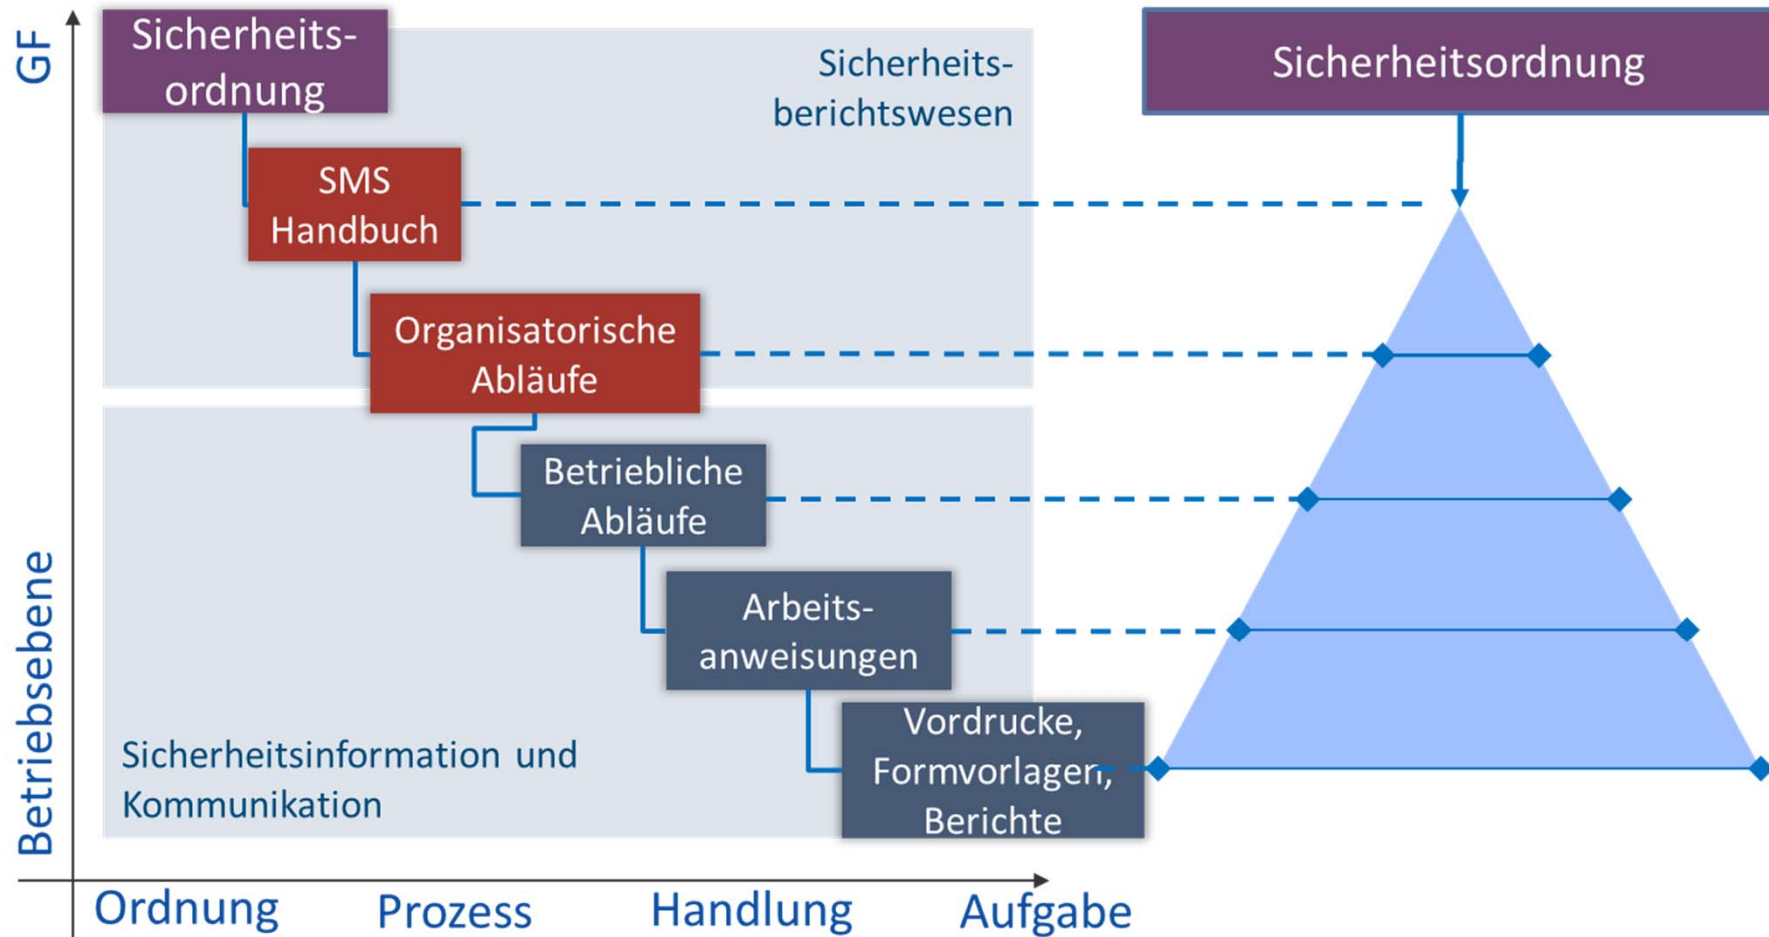 GF
Betriebsebene
Sicherheits-
ordnung
Sicherheits-
berichtswesen
SMS
Handbuch
Organisatorische
Abläufe
Betriebliche
Abläufe
Arbeits-
anweisungen
Vordrucke,
Formvorlagen,
Berichte
Sicherheitsinformation und
Kommunikation
Ordnung
Prozess
Handlung
Aufgabe
Sicherheitsordnung